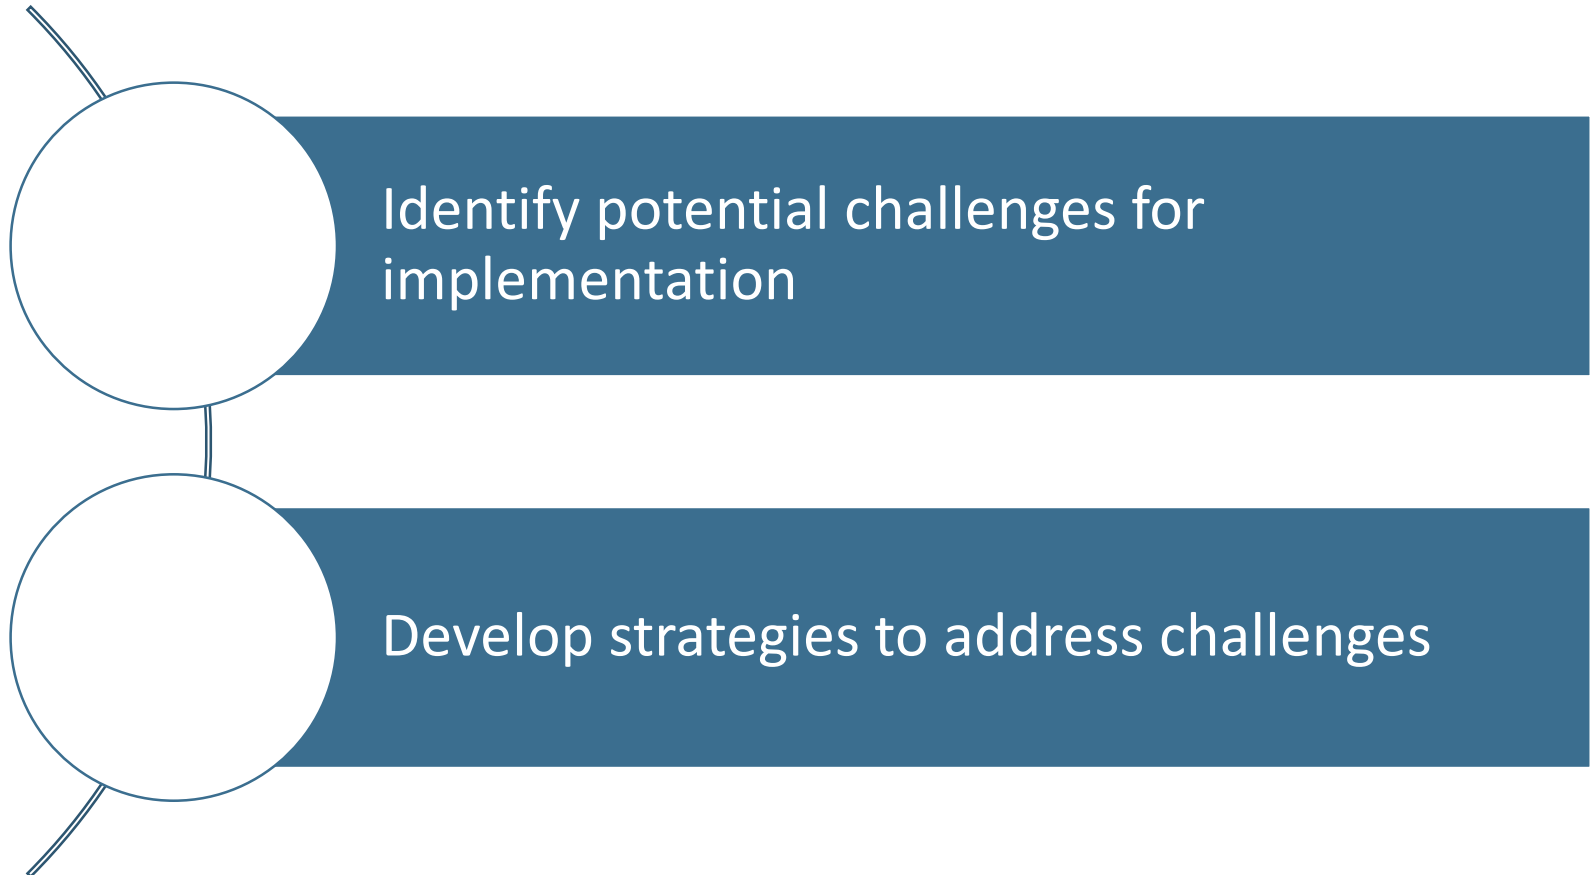 Identify potential challenges for
implementation
Develop strategies to address challenges